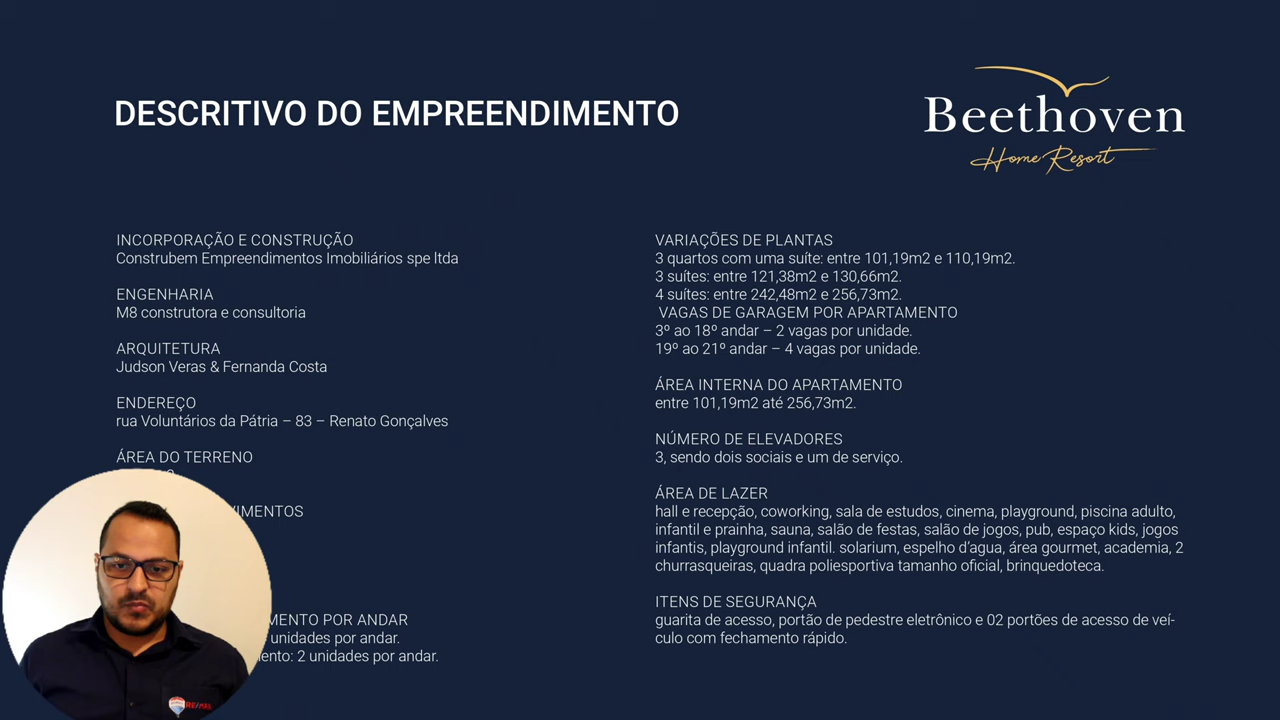 DESCRITIVO DO EMPREENDIMENTO
Beethoven
Home Resort
INCORPORAÇÃO E CONSTRUÇÃO
Construbem Empreendimentos Imobiliários spe ltda
ENGENHARIA
M8 construtora e consultoria
ARQUITETURA
Judson Veras & Fernanda Costa
ENDEREÇO
rua Voluntários da Pátria – 83 – Renato Gonçalves
ÁREA DO TERRENO
MENTO POR ANDAR
unidades por andar.
ento: 2 unidades por andar.
VARIAÇÕES DE PLANTAS
3 quartos com uma suíte: entre 101,19m2 e 110,19m2.
3 suítes: entre 121,38m2 e 130,66m2.
4 suítes: entre 242,48m2 e 256,73m2.
VAGAS DE GARAGEM POR APARTAMENTO
3º ao 18º andar – 2 vagas por unidade.
19º ao 21º andar – 4 vagas por unidade.
ÁREA INTERNA DO APARTAMENTO
entre 101,19m2 até 256,73m2.
NÚMERO DE ELEVADORES
3, sendo dois sociais e um de serviço.
ÁREA DE LAZER
hall e recepção, coworking, sala de estudos, cinema, playground, piscina adulto,
infantil e prainha, sauna, salão de festas, salão de jogos, pub, espaço kids, jogos
infantis, playground infantil. solarium, espelho d’agua, área gourmet, academia, 2
churrasqueiras, quadra poliesportiva tamanho oficial, brinquedoteca.
ITENS DE SEGURANÇA
guarita de acesso, portão de pedestre eletrônico e 02 portões de acesso de veí-
culo com fechamento rápido.
RE/MAX